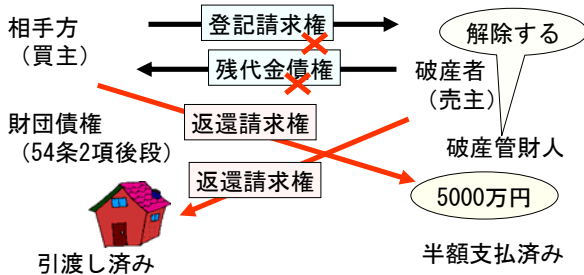 相手方
（買主）
登記請求権
残代金債権
解除する
破産者
（売主）
財団債権
（54条2項後段）
返還請求権
返還請求権
破産管財人
5000万円
引渡し済み
半額支払済み